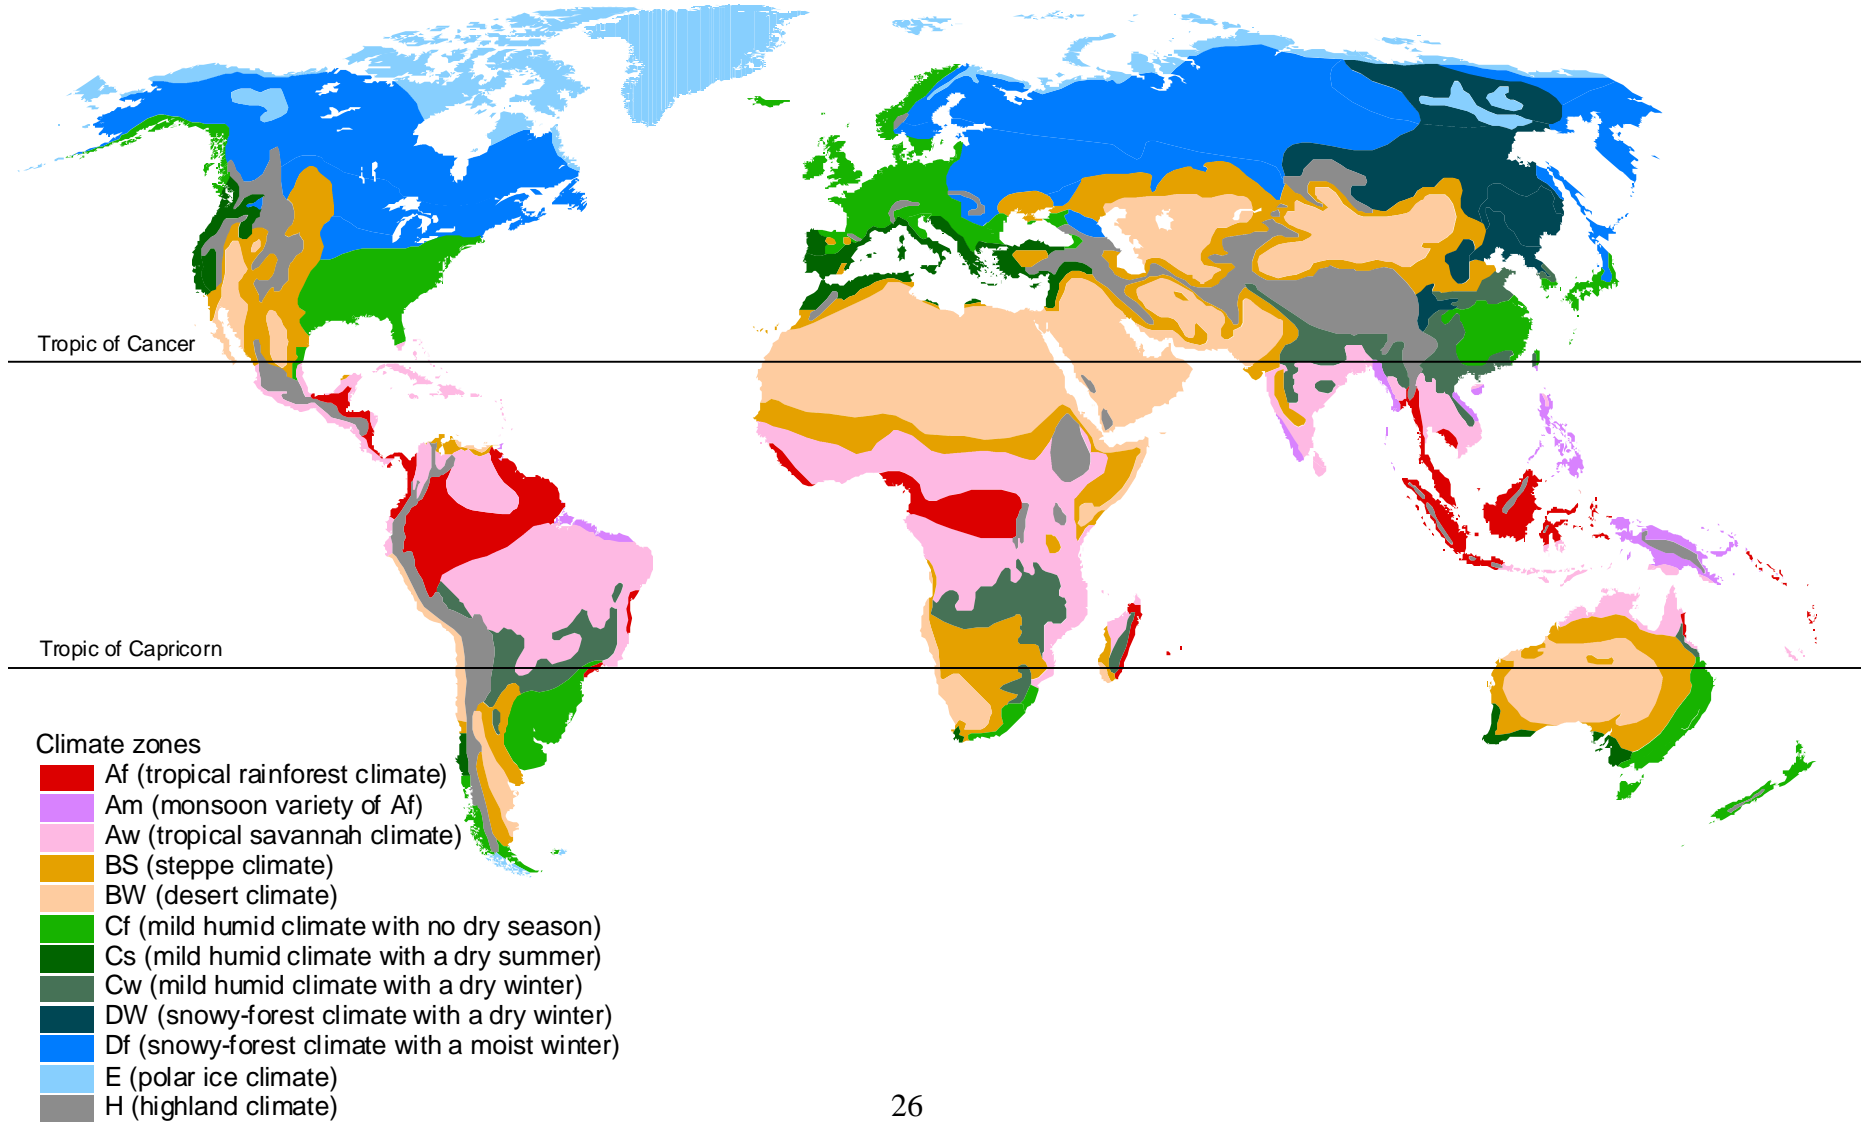 Tropic of Cancer
Tropic of Capricorn
Climate zones
Af (tropical rainforest climate)
Am (monsoon variety of Af)
Aw (tropical savannah climate)
BS (steppe climate)
BW (desert climate)
Cf (mild humid climate with no dry season)
Cs (mild humid climate with a dry summer)
Cw (mild humid climate with a dry winter)
DW (snowy-forest climate with a dry winter)
Df (snowy-forest climate with a moist winter)
E (polar ice climate)
H (highland climate)
26